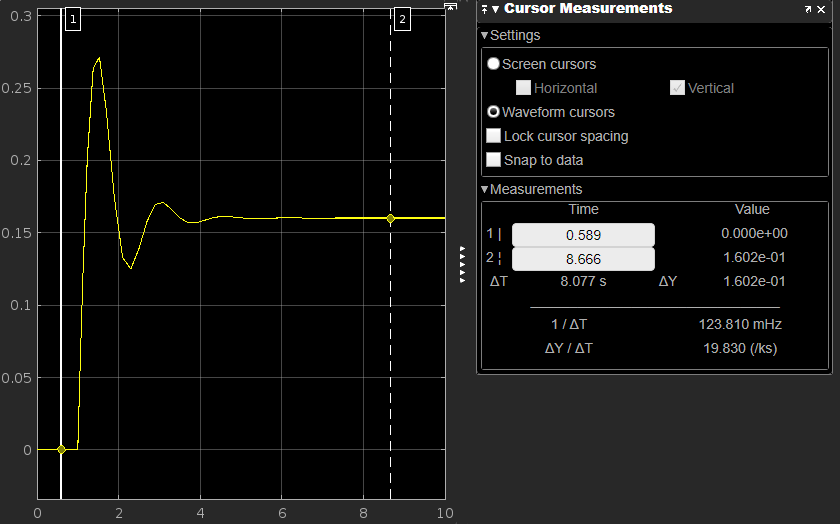 0.3
0.25
0.2
0.15
0.1
0.05
0
0 2 4 6 8 10
1
2
Cursor Measurements
Settings
Screen cursors
Horizontal Vertical
Waveform cursors
Lock cursor spacing
Snap to data
Measurements
Time Value
1 | 0.589 0.000e+00
2 ¦ 8.666 1.602e-01
ΔT 8.077 s ΔY 1.602e-01
1 / ΔT 123.810 mHz
ΔY / ΔT 19.830 (/ks)